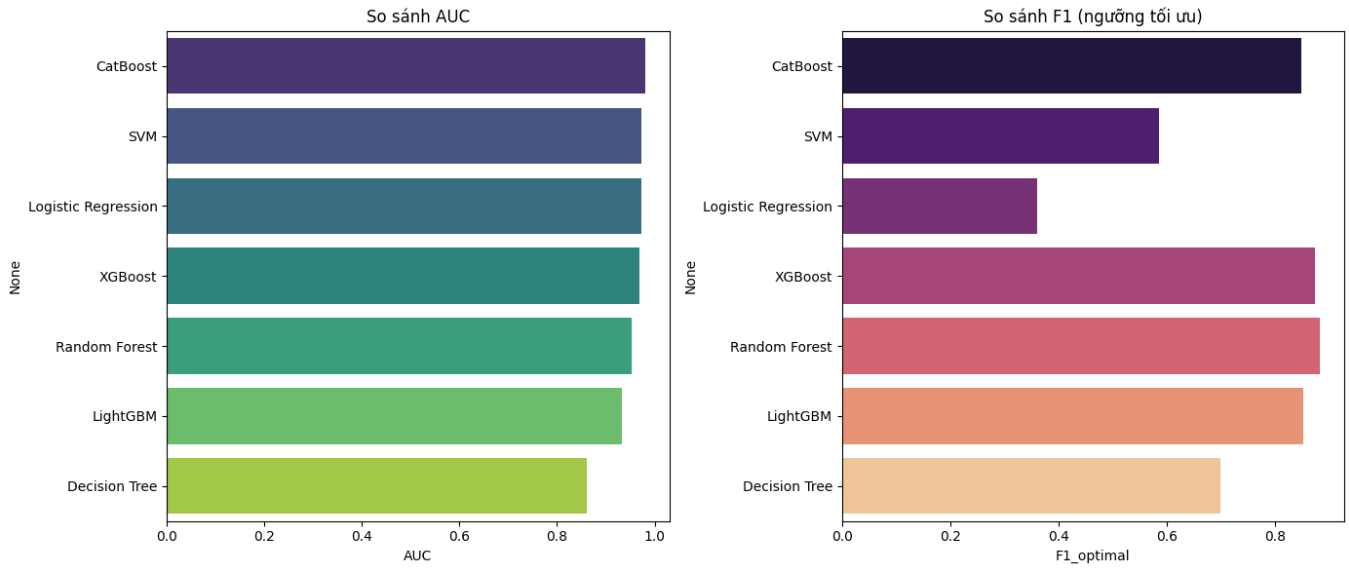 So sánh AUC
CatBoost
SVM
Logistic Regression
XGBoost
Random Forest
LightGBM
Decision Tree
None
0.0 0.2 0.4 0.6 0.8 1.0
AUC
So sánh F1 (ngưỡng tối ưu)
CatBoost
SVM
Logistic Regression
XGBoost
Random Forest
LightGBM
Decision Tree
None
0.0 0.2 0.4 0.6 0.8
F1_optimal